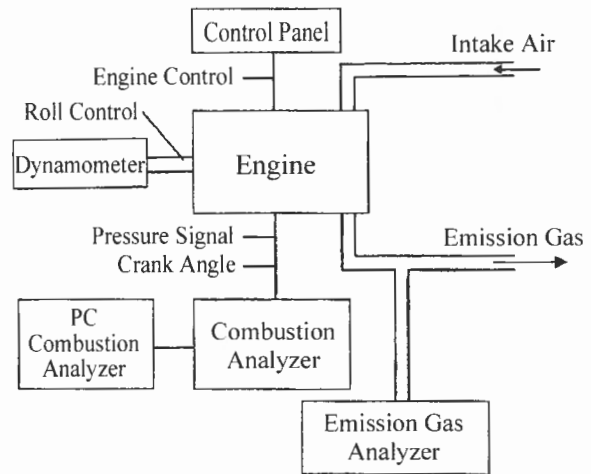 Control Panel
Intake Air
Engine Control
Roll Control
Dynamometer
Engine
Pressure Signal
Crank Angle
Emission Gas
PC
Combustion
Analyzer
Combustion
Analyzer
Emission Gas
Analyzer